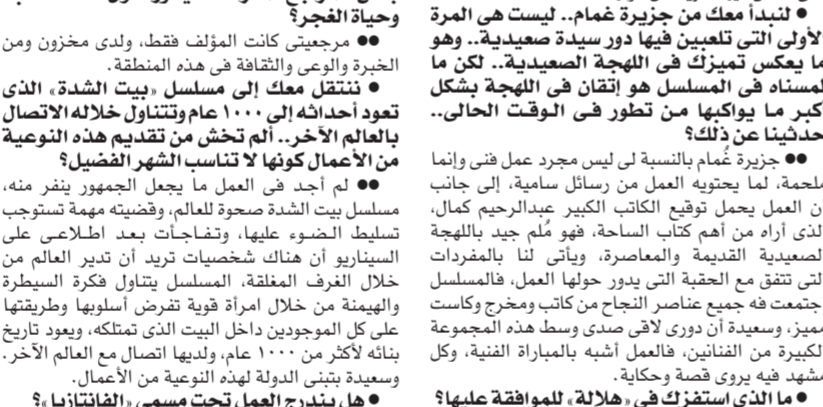 ● لنبدأ معك من جزيرة غمام.. ليست هى المرة
الأولى التى تلعبين فيها دور سيدة صعيدية.. وهو
ما يعكس تميزك فى اللهجة الصعيدية.. لكن ما
لمسناه فى المسلسل هو إتقان فى اللهجة بشكل
أكبر ما يواكبها من تطور فى الوقت الحالى..
حدثينا عن ذلك؟
●● جزيرة غُمام بالنسبة لى ليس مجرد عمل فنى وإنما
ملحمة، لما يحتويه العمل من رسائل سامية، إلى جانب
أن العمل يحمل توقيع الكاتب الكبير عبدالرحيم كمال،
الذى أراه من أهم كتاب الساحة، فهو مُلم جيد باللهجة
الصعيدية القديمة والمعاصرة، ويأتى لنا بالمفردات
التى تتفق مع الحقبة التى يدور حولها العمل، فالمسلسل
اجتمعت فه جميع عناصر النجاح من كاتب ومخرج وكاست
مميز، وسعيدة أن دورى لاقى صدى وسط هذه المجموعة
الكبيرة من الفنانين، فالعمل أشبه بالمباراة الفنية، وكل
مشهد فيه يروى قصة وحكاية.
● ما الذى استفزك فى «هلالة» للموافقة عليها؟
وحياة الغجر؟
●● مرجعيتى كانت المؤلف فقط، ولدى مخزون ومن
الخبرة والوعى والثقافة فى هذه المنطقة.
● ننتقل معك إلى مسلسل «بيت الشدة» الذى
تعود أحداثه إلى ١٠٠٠ عام وتتناول خلاله الاتصال
بالعالم الآخر.. ألم تخش من تقديم هذه النوعية
من الأعمال كونها لا تناسب الشهر الفضيل؟
●● لم أجد فى العمل ما يجعل الجمهور ينفر منه،
مسلسل بيت الشدة صحوة للعالم، وقضيته مهمة تستوجب
تسليط الضوء عليها، وتفاجأت بعد اطلاعى على
السيناريو أن هناك شخصيات تريد أن تدير العالم من
خلال الغرف المغلقة، المسلسل يتناول فكرة السيطرة
والهيمنة من خلال امرأة قوية تفرض أسلوبها وطريقتها
على كل الموجودين داخل البيت الذى تمتلكه، ويعود تاريخ
بنائه لأكثر من ١٠٠٠ عام، ولديها اتصال مع العالم الآخر.
وسعيدة بتبنى الدولة لهذه النوعية من الأعمال.
● هل يندرج العمل تحت مسمى «الفانتازيا»؟